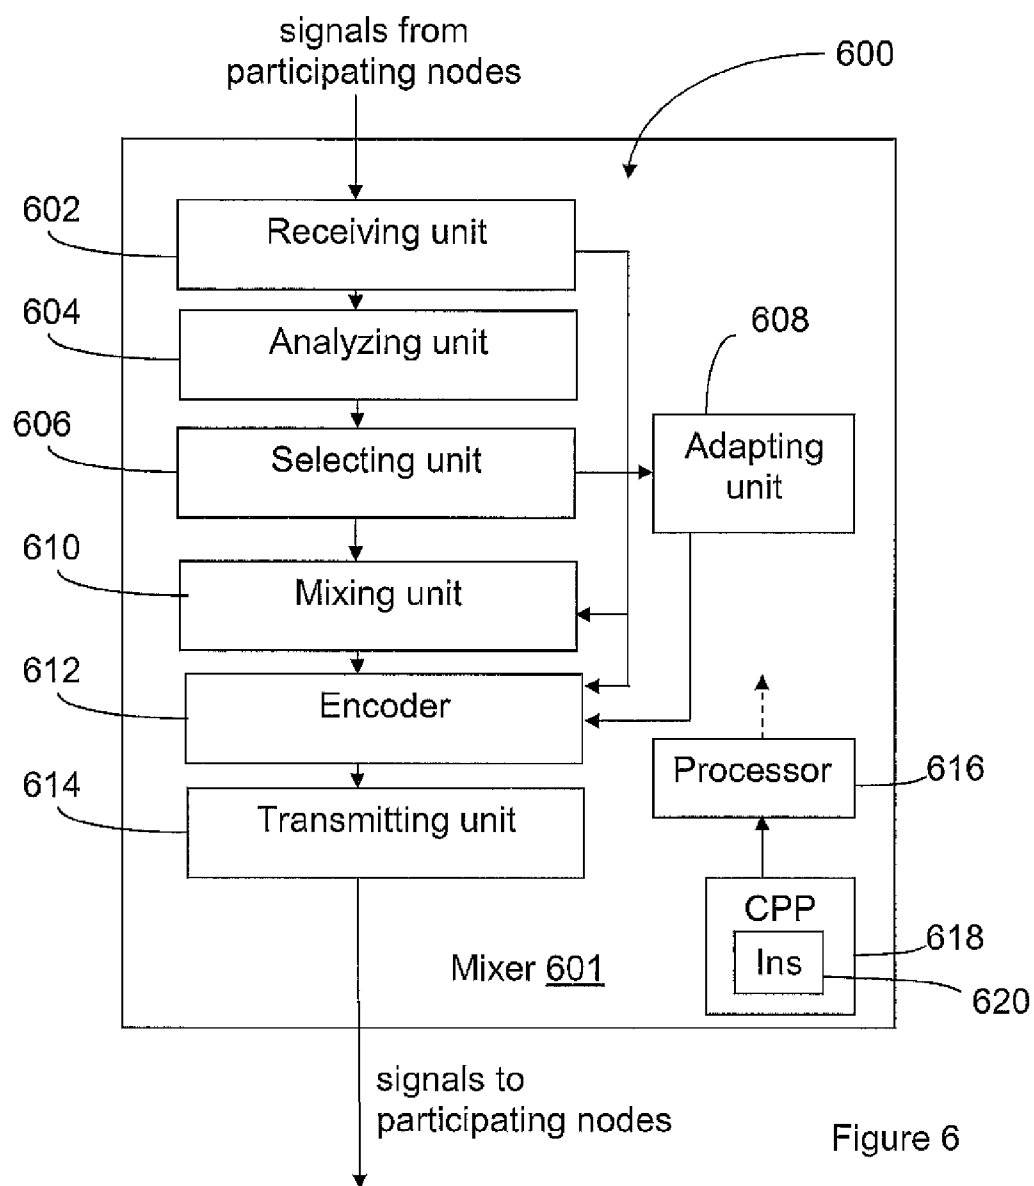 signals from
participating nodes
600
602
Receiving unit
604
Analyzing unit
608
606
Selecting unit
Adapting
unit
610
Mixing unit
612
Encoder
614
Transmitting unit
Processor
616
CPP
618
Ins
620
Mixer 601
signals to
participating nodes
Figure 6